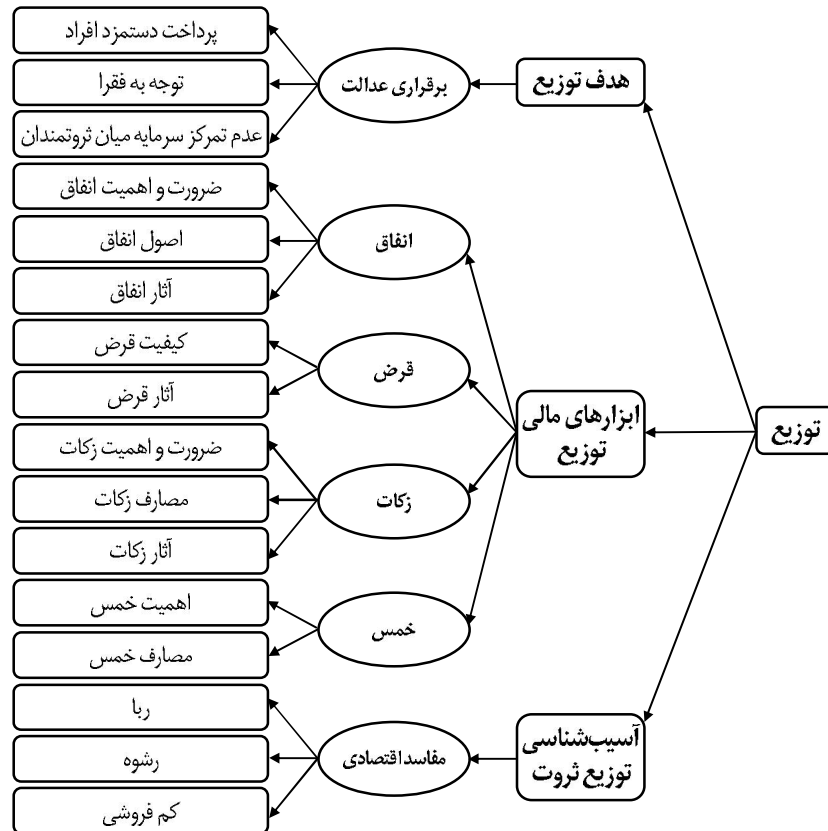 توزیع
هدف توزیع
برقراری عدالت
پرداخت دستمزد افراد
توجه به فقرا
عدم تمرکز سرمایه میان ثروتمندان
ابزارهای مالی
توزیع
انفاق
ضرورت و اهمیت انفاق
اصول انفاق
آثار انفاق
قرض
کیفیت قرض
آثار قرض
زکات
ضرورت و اهمیت زکات
مصارف زکات
آثار زکات
خمس
اهمیت خمس
مصارف خمس
آسیب‌شناسی
توزیع ثروت
مفاسد اقتصادی
ربا
رشوه
کم فروشی